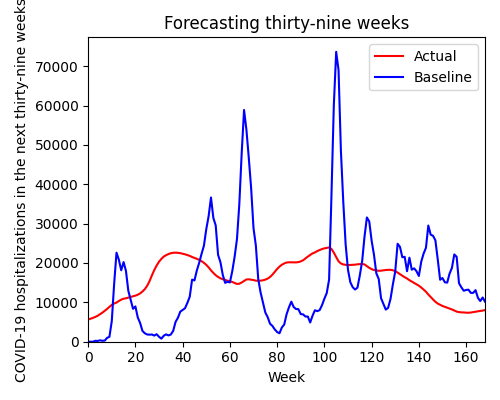 Forecasting thirty-nine weeks
COVID-19 hospitalizations in the next thirty-nine weeks
70000
60000
50000
40000
30000
20000
10000
0
Actual
Baseline
0 20 40 60 80 100 120 140 160
Week